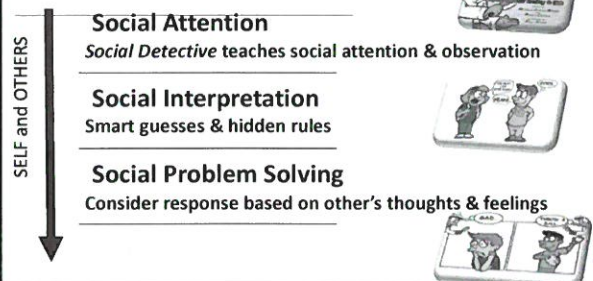 Social Attention
Social Detective teaches social attention & observation
Social Interpretation
Smart guesses & hidden rules
Social Problem Solving
Consider response based on other's thoughts & feelings
SELF and OTHERS